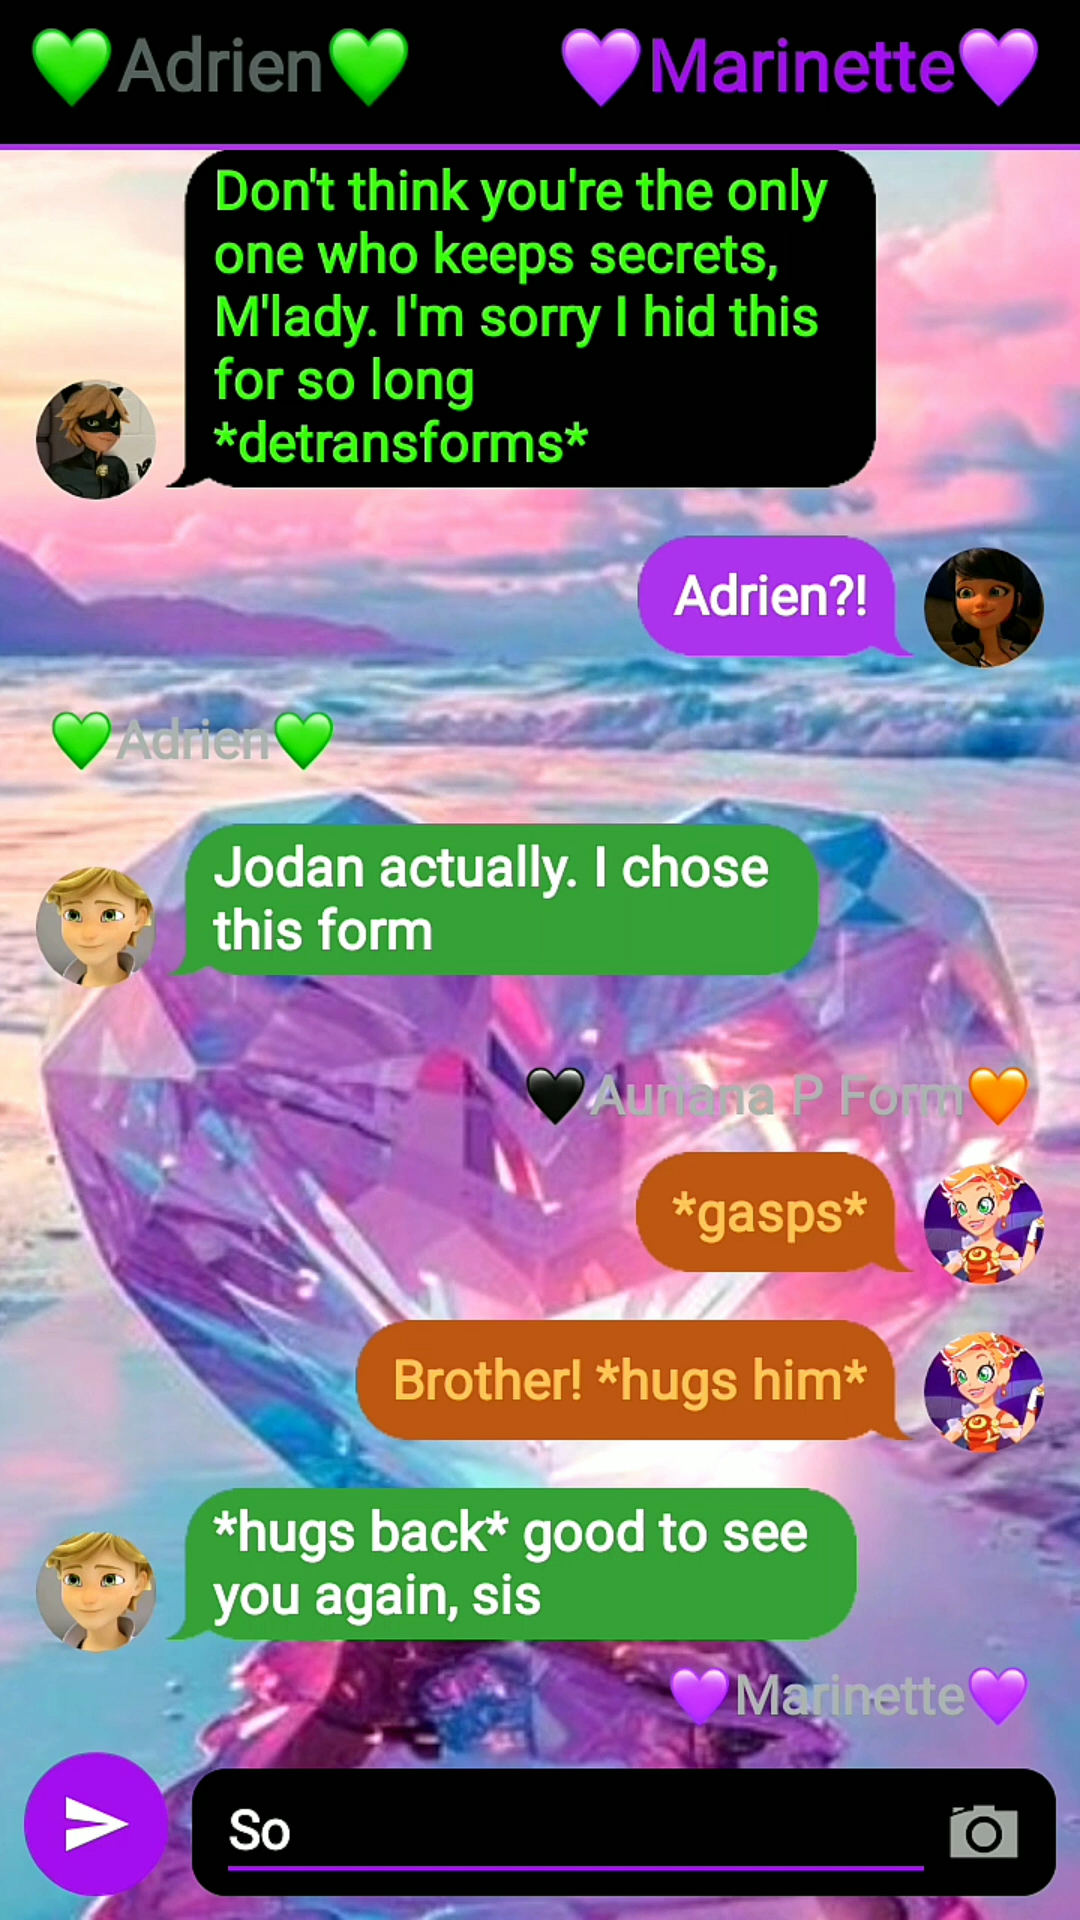 💚Adrien💚 💜Marinette💜
Don't think you're the only
one who keeps secrets,
M'lady. I'm sorry I hid this
for so long
*detransforms*
Adrien?!
💚Adrien💚
Jodan actually. I chose
this form
🖤Auriana P Form🧡
*gasps*
Brother! *hugs him*
*hugs back* good to see
you again, sis
💜Marinette💜
So